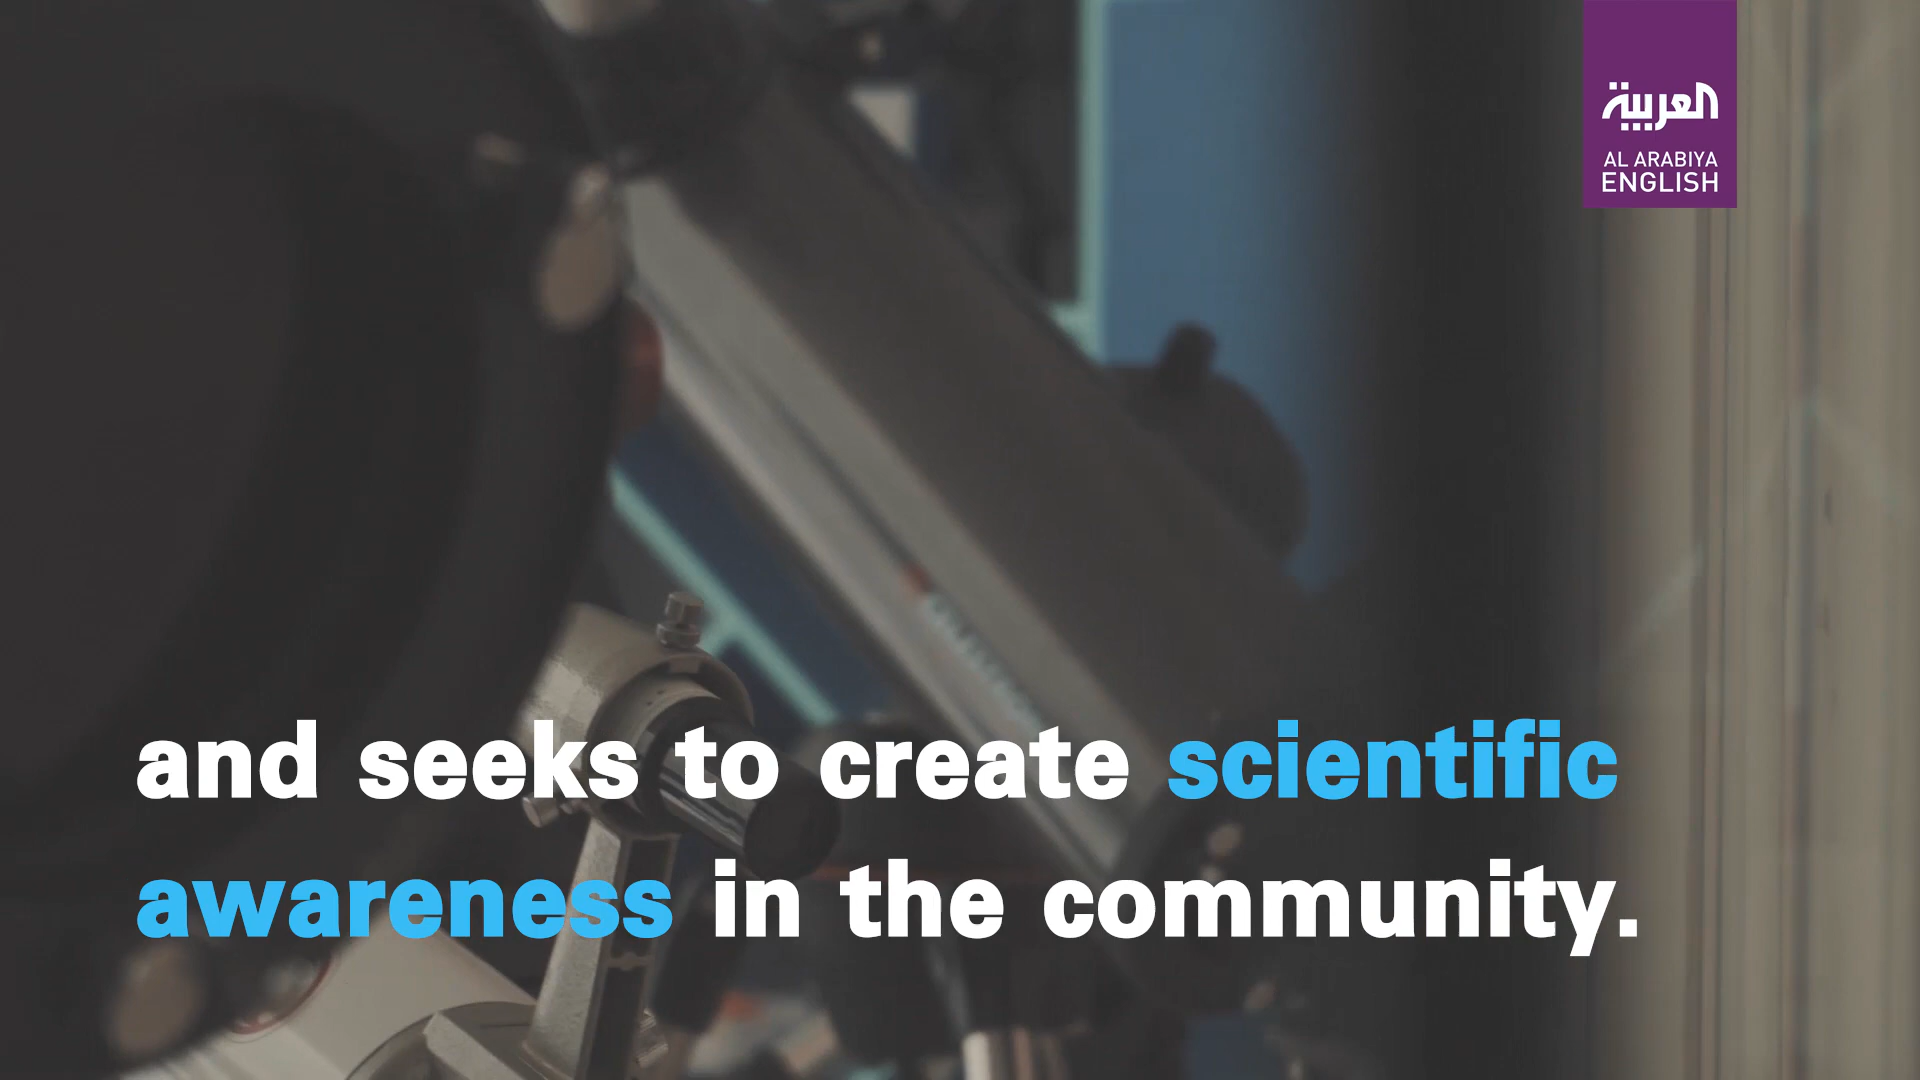 العربية
AL ARABIYA
ENGLISH
and seeks to create scientific
awareness in the community.